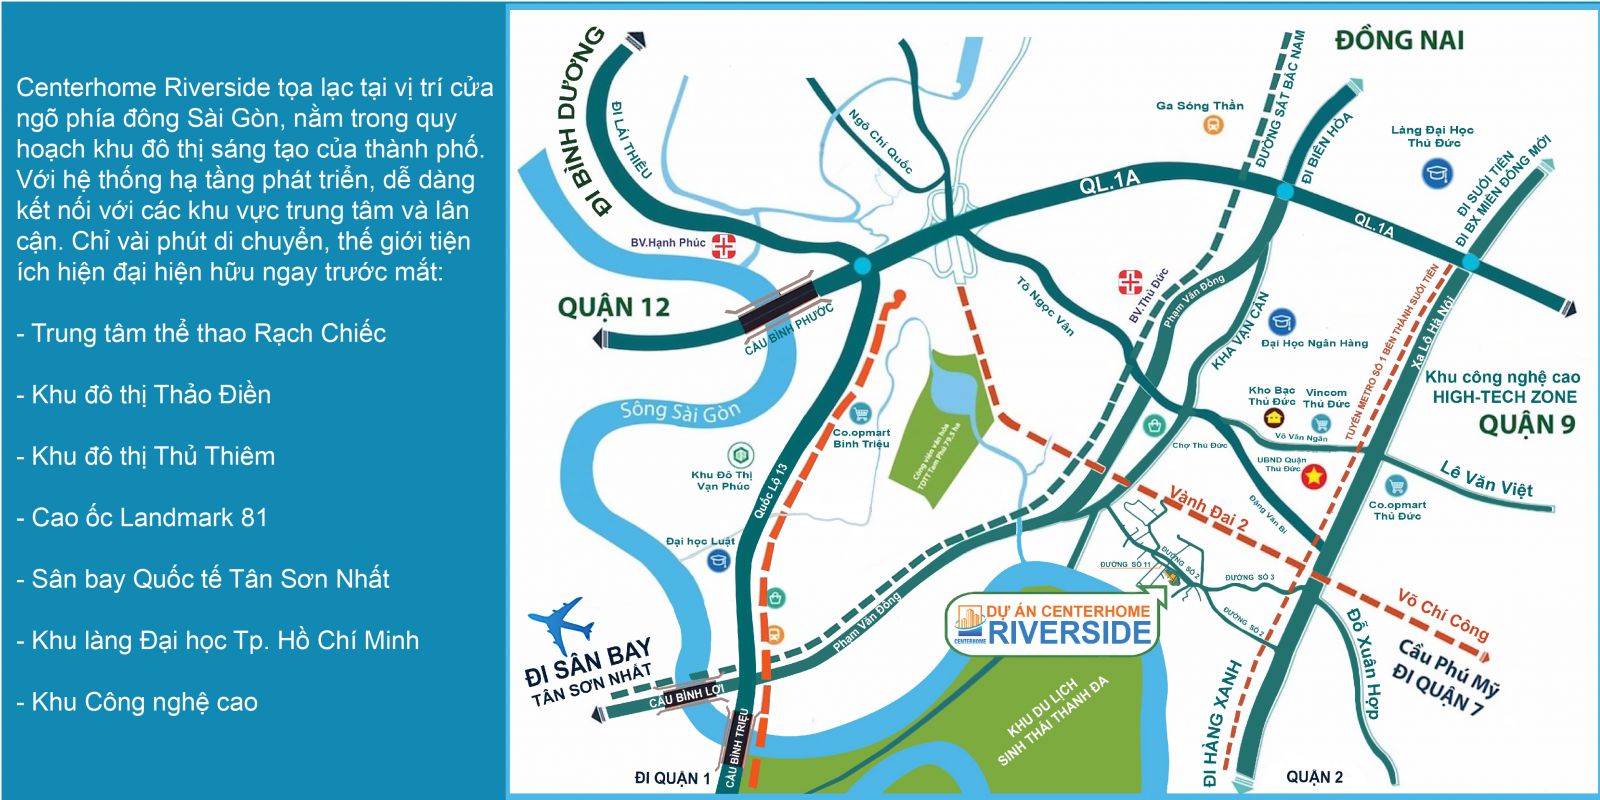 Centerhome Riverside tọa lạc tại vị trí cửa
ngõ phía đông Sài Gòn, nằm trong quy
hoạch khu đô thị sáng tạo của thành phố.
Với hệ thống hạ tầng phát triển, dễ dàng
kết nối với các khu vực trung tâm và lân
cận. Chỉ vài phút di chuyển, thế giới tiện
ích hiện đại hiện hữu ngay trước mắt:
- Trung tâm thể thao Rạch Chiếc
- Khu đô thị Thảo Điền
- Khu đô thị Thủ Thiêm
- Cao ốc Landmark 81
- Sân bay Quốc tế Tân Sơn Nhất
- Khu làng Đại học Tp. Hồ Chí Minh
- Khu Công nghệ cao
ĐI BÌNH DƯƠNG
ĐI LÁI THIÊU
Ngô Chí Quốc
Ga Sóng Thần
ĐƯỜNG SẮT BẮC NAM
ĐỒNG NAI
ĐI BIÊN HÒA
Làng Đại Học
Thủ Đức
ĐI SUỐI TIÊN
ĐI BX MIỀN ĐÔNG MỚI
QL.1A
QL.1A
BV.Hạnh Phúc
QUẬN 12
CẦU BÌNH PHƯỚC
Tô Ngọc Vân
BV.Thủ Đức
Phạm Văn Đồng
KHA VẠN CÂN
Đại Học Ngân Hàng
TUYẾN METRO SỐ 1 BẾN THÀNH SUỐI TIÊN
Xa Lộ Hà Nội
Khu công nghệ cao
HIGH-TECH ZONE
QUẬN 9
Kho Bạc
Thủ Đức
Vincom
Thủ Đức
Võ Văn Ngân
Chợ Thủ Đức
UBND Quận
Thủ Đức
Sông Sài Gòn
Co.opmart
Bình Triệu
Công viên văn hóa
TDTT Tam Phú 79,5 ha
Khu Đô Thị
Vạn Phúc
Quốc Lộ 13
Lê Văn Việt
Co.opmart
Thủ Đức
Vành Đai 2
Đặng Văn Bi
Đại học Luật
ĐƯỜNG SỐ 11
ĐƯỜNG SỐ 2
ĐƯỜNG SỐ 3
ĐƯỜNG SỐ 2
DỰ ÁN CENTERHOME
RIVERSIDE
CENTERHOME
Phạm Văn Đồng
Võ Chí Công
Đỗ Xuân Hợp
Cầu Phú Mỹ
ĐI QUẬN 7
ĐI SÂN BAY
TÂN SƠN NHẤT
CẦU BÌNH LỢI
CẦU BÌNH TRIỆU
KHU DU LỊCH
SINH THÁI THANH ĐA
ĐI HÀNG XANH
ĐI QUẬN 1
QUẬN 2